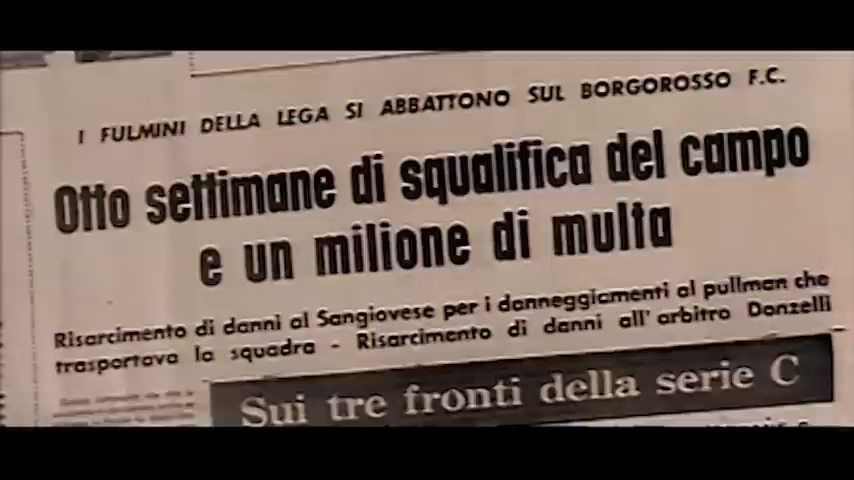 I FULMINI DELLA LEGA SI ABBATTONO SUL BORGOROSSO F.C.
Otto settimane di squalifica del campo
e un milione di multa
Risarcimento di danni al Sangiovese per i danneggiamenti al pullman che
trasportava la squadra - Risarcimento di danni all'arbitro Donzelli
Sui tre fronti della serie C